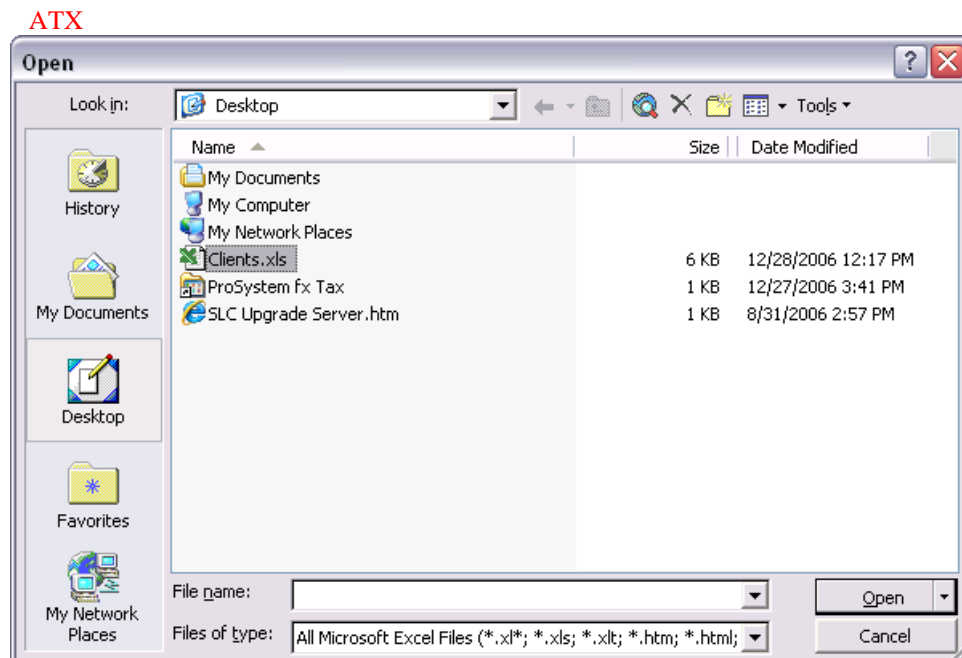 ATX
Open
Look in: Desktop Tools
Name Size Date Modified
My Documents
My Computer
My Network Places
Clients.xls 6 KB 12/28/2006 12:17 PM
ProSystem fx Tax 1 KB 12/27/2006 3:41 PM
SLC Upgrade Server.htm 1 KB 8/31/2006 2:57 PM
History
My Documents
Desktop
Favorites
My Network
Places
File name: Open
Files of type: All Microsoft Excel Files (*.xl*; *.xls; *.xlt; *.htm; *.html; Cancel